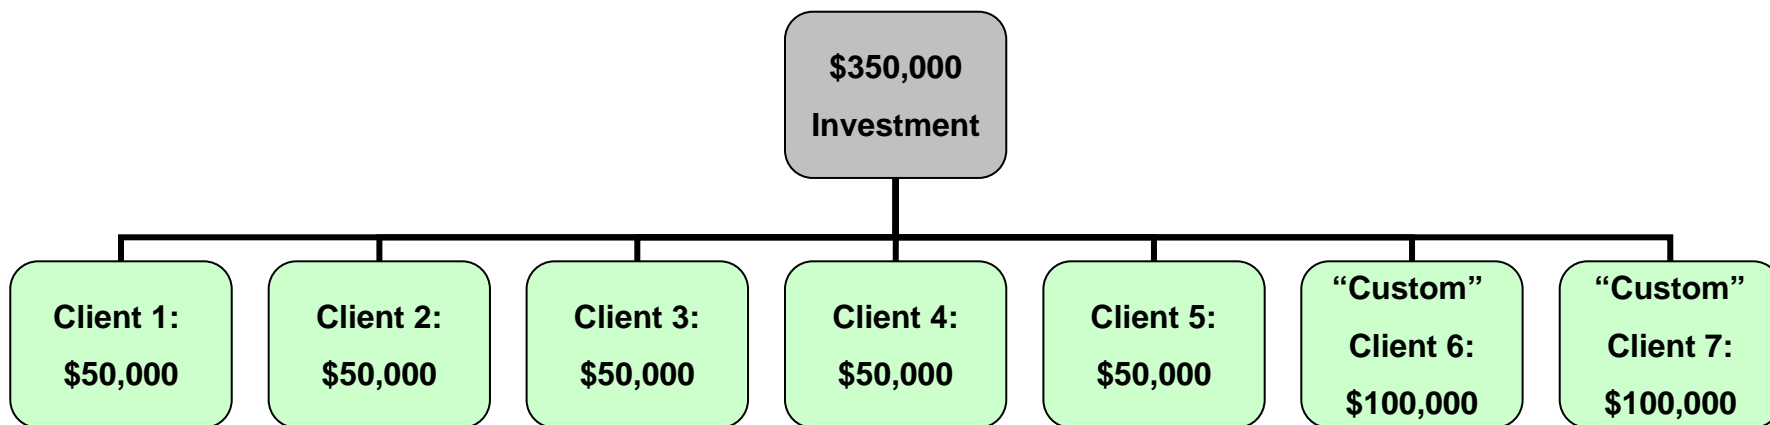 $350,000
Investment
Client 1:
$50,000
Client 2:
$50,000
Client 3:
$50,000
Client 4:
$50,000
Client 5:
$50,000
“Custom”
Client 6:
$100,000
“Custom”
Client 7:
$100,000